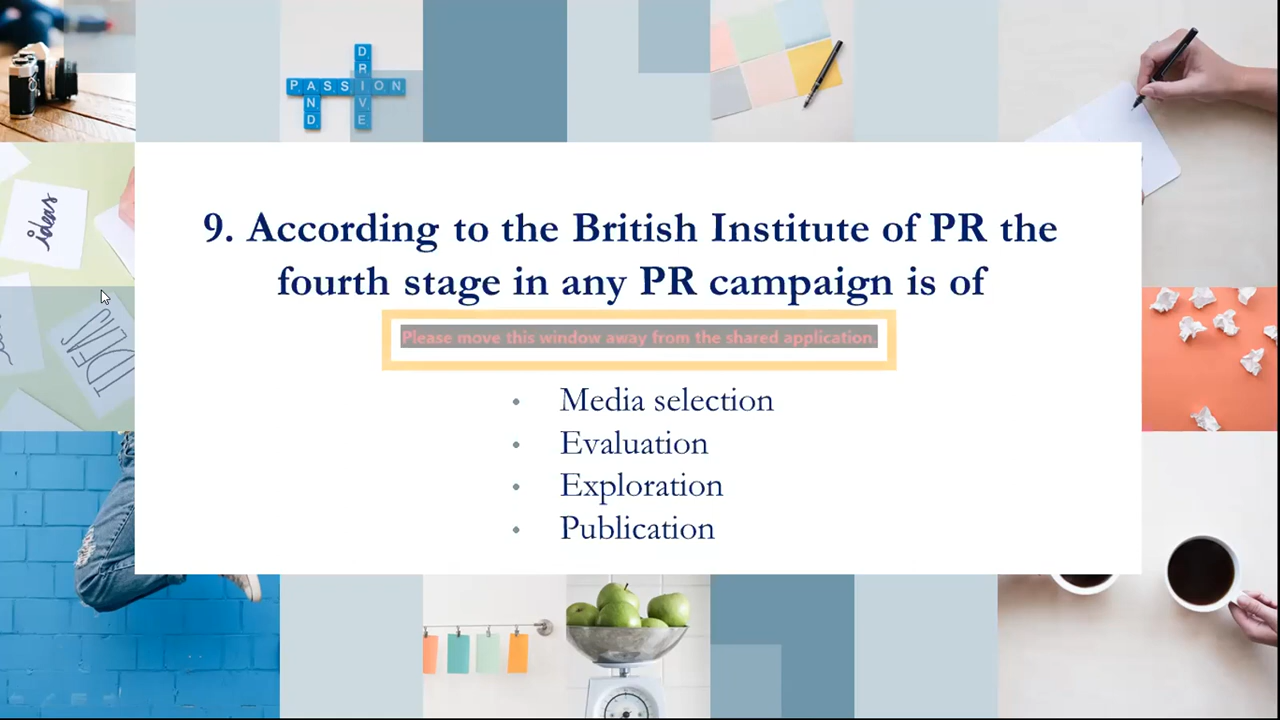 DRIVE
PASSION
AND
ideas
IDEAS
9. According to the British Institute of PR the
fourth stage in any PR campaign is of
Please move this window away from the shared application.
• Media selection
• Evaluation
• Exploration
• Publication